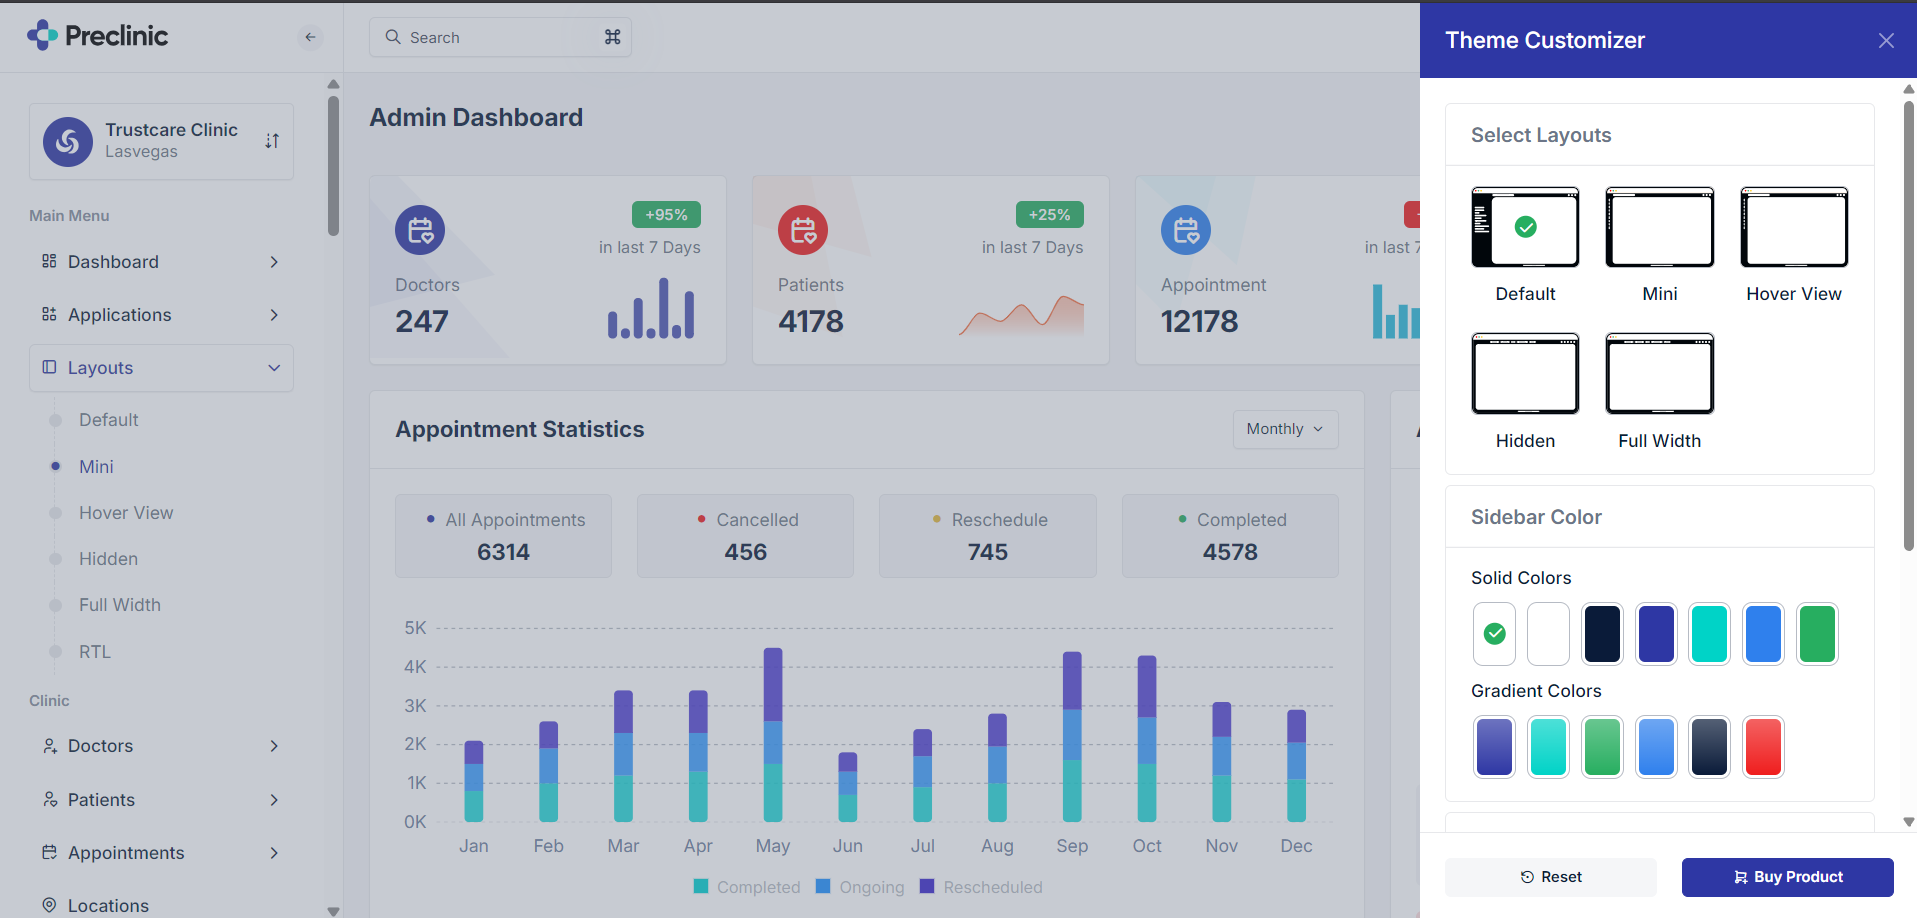 Preclinic
Search
Theme Customizer
Trustcare Clinic
Lasvegas
Main Menu
Dashboard
Applications
Layouts
Default
Mini
Hover View
Hidden
Full Width
RTL
Clinic
Doctors
Patients
Appointments
Locations
Admin Dashboard
+95%
in last 7 Days
Doctors
247
+25%
in last 7 Days
Patients
4178
in last 7
Appointment
12178
Appointment Statistics
Monthly
All Appointments
6314
Cancelled
456
Reschedule
745
Completed
4578
5K
4K
3K
2K
1K
0K
Jan Feb Mar Apr May Jun Jul Aug Sep Oct Nov Dec
Completed Ongoing Rescheduled
Select Layouts
Default Mini Hover View
Hidden Full Width
Sidebar Color
Solid Colors
Gradient Colors
Reset
Buy Product